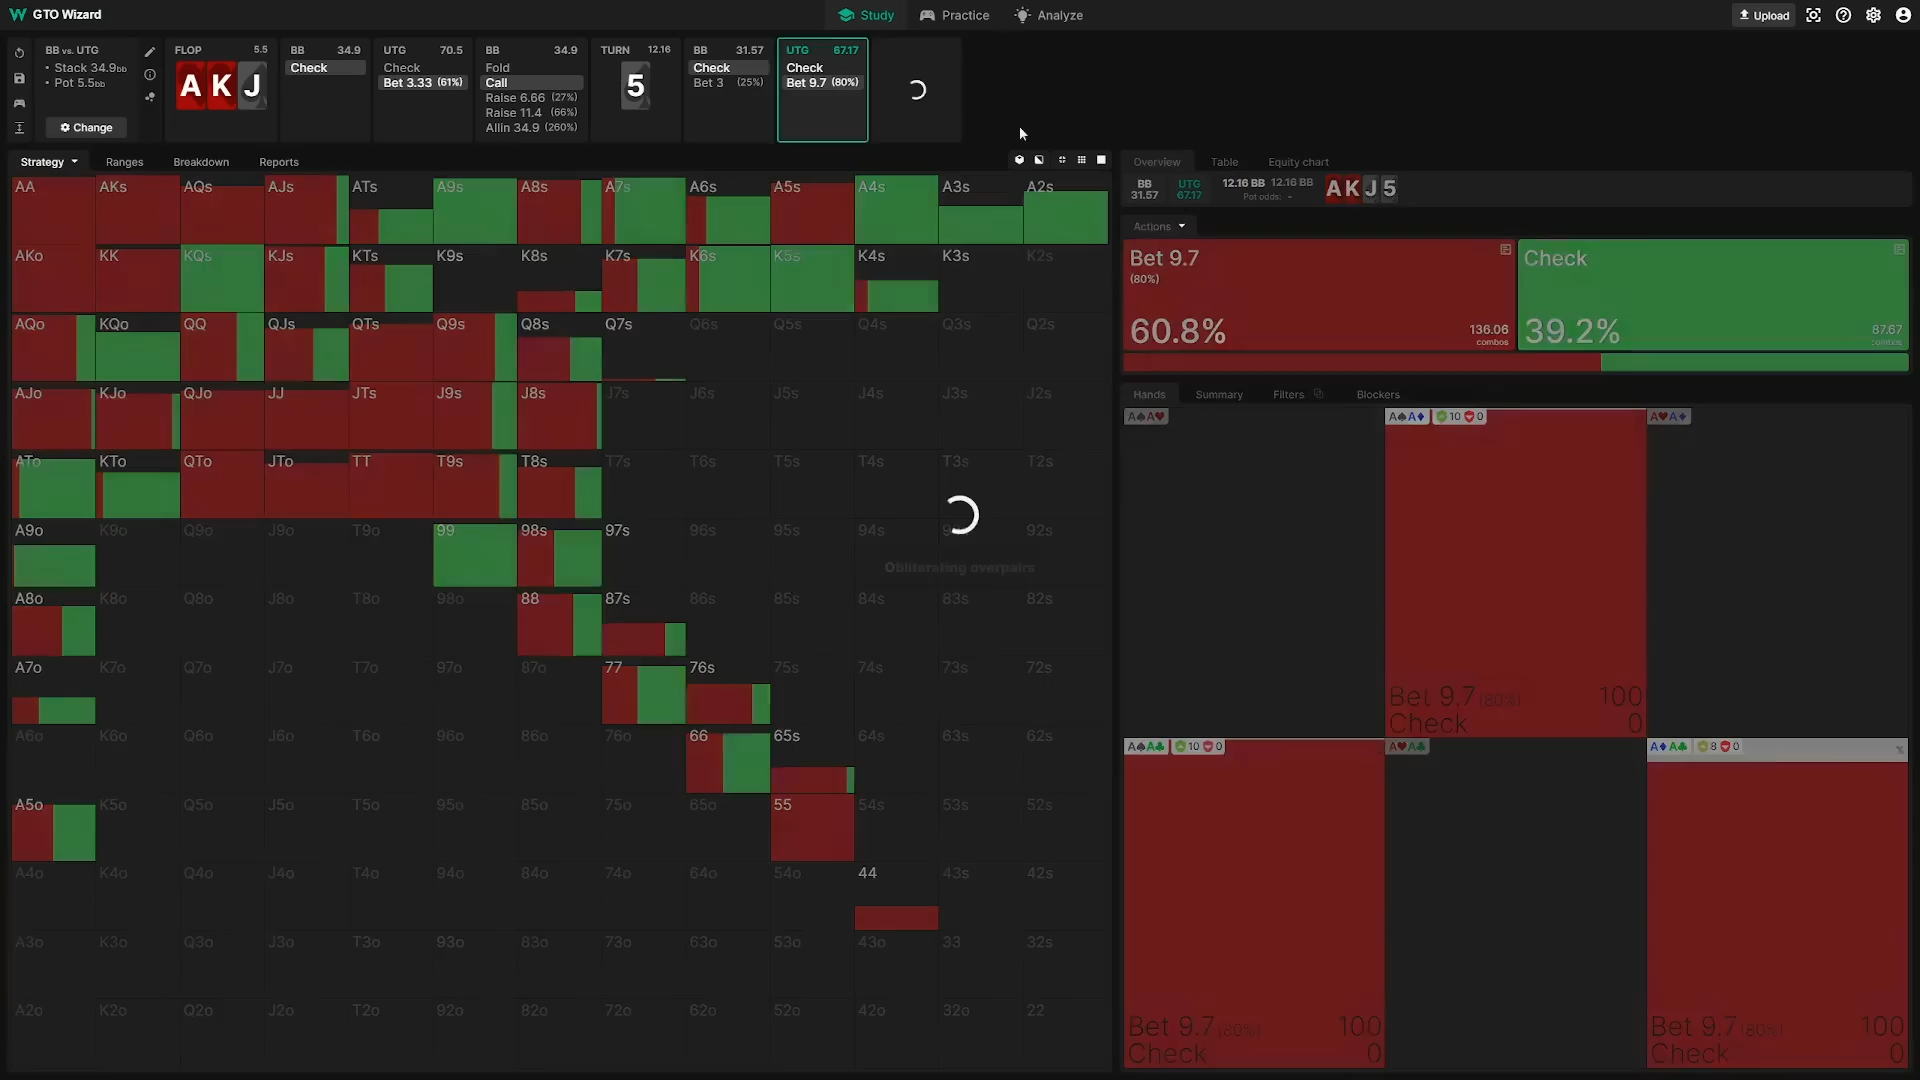 GTO Wizard
Study
Practice
Analyze
Upload
BB vs. UTG
• Stack 34.9bb
• Pot 5.5bb
Change
FLOP 5.5
A K J
BB 34.9
Check
UTG 70.5
Check
Bet 3.33 (61%)
BB 34.9
Fold
Call
Raise 6.66 (27%)
Raise 11.4 (66%)
Allin 34.9 (260%)
TURN 12.16
5
BB 31.57
Check
Bet 3 (25%)
UTG 67.17
Check
Bet 9.7 (80%)
Strategy Ranges Breakdown Reports
AA AKs AQs AJs ATs A9s A8s A7s A6s A5s A4s A3s A2s
AKo KK KQs KJs KTs K9s K8s K7s K6s K5s K4s K3s K2s
AQo KQo QQ QJs QTs Q9s Q8s Q7s Q6s Q5s Q4s Q3s Q2s
AJo KJo QJo JJ JTs J9s J8s J7s J6s J5s J4s J3s J2s
ATo KTo QTo JTo TT T9s T8s T7s T6s T5s T4s T3s T2s
A9o K9o Q9o J9o T9o 99 98s 97s 96s 95s 94s 92s
A8o K8o Q8o J8o T8o 98o 88 87s 86s 85s 84s 83s 82s
A7o K7o Q7o J7o T7o 97o 87o 77 76s 75s 74s 73s 72s
A6o K6o Q6o J6o T6o 96o 86o 76o 66 65s 64s 63s 62s
A5o K5o Q5o J5o T5o 95o 85o 75o 65o 55 54s 53s 52s
A4o K4o Q4o J4o T4o 94o 84o 74o 64o 54o 44 43s 42s
A3o K3o Q3o J3o T3o 93o 83o 73o 63o 53o 43o 33 32s
A2o K2o Q2o J2o T2o 92o 82o 72o 62o 52o 42o 32o 22
Obliterating overpairs
Overview Table Equity chart
BB
31.57
UTG
67.17
12.16 BB 12.16 BB
Pot odds: -
A K J 5
Actions
Bet 9.7
(80%)
60.8%
136.06
combos
Check
39.2%
87.67
combos
Hands Summary Filters Blockers
A♠A♥
A♠A♦ 10 0
A♥A♦
Bet 9.7 (80%) 100
Check 0
A♠A♣ 10 0
A♥A♣
A♦A♣ 8 0
Bet 9.7 (80%) 100
Check 0
Bet 9.7 (80%) 100
Check 0